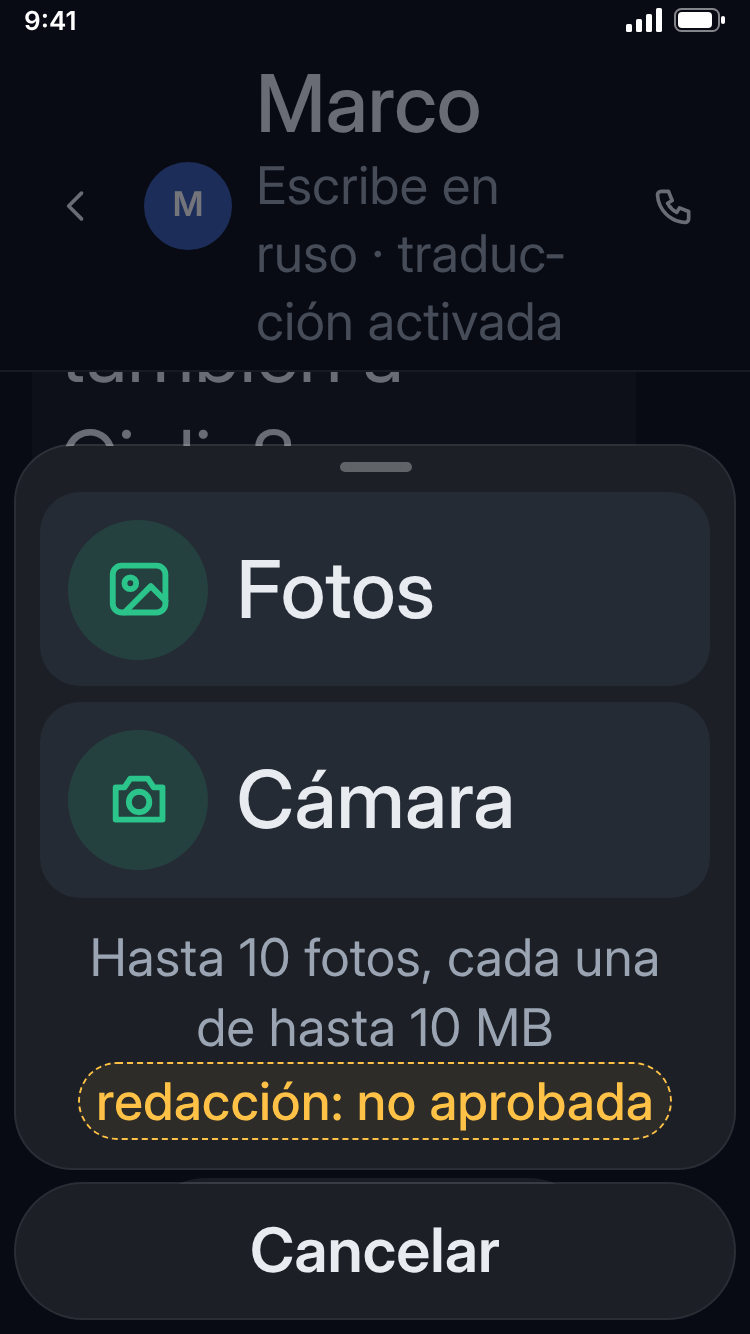 9:41
Marco
M
Escribe en
ruso · traduc-
ción activada
Fotos
Cámara
Hasta 10 fotos, cada una
de hasta 10 MB
redacción: no aprobada
Cancelar